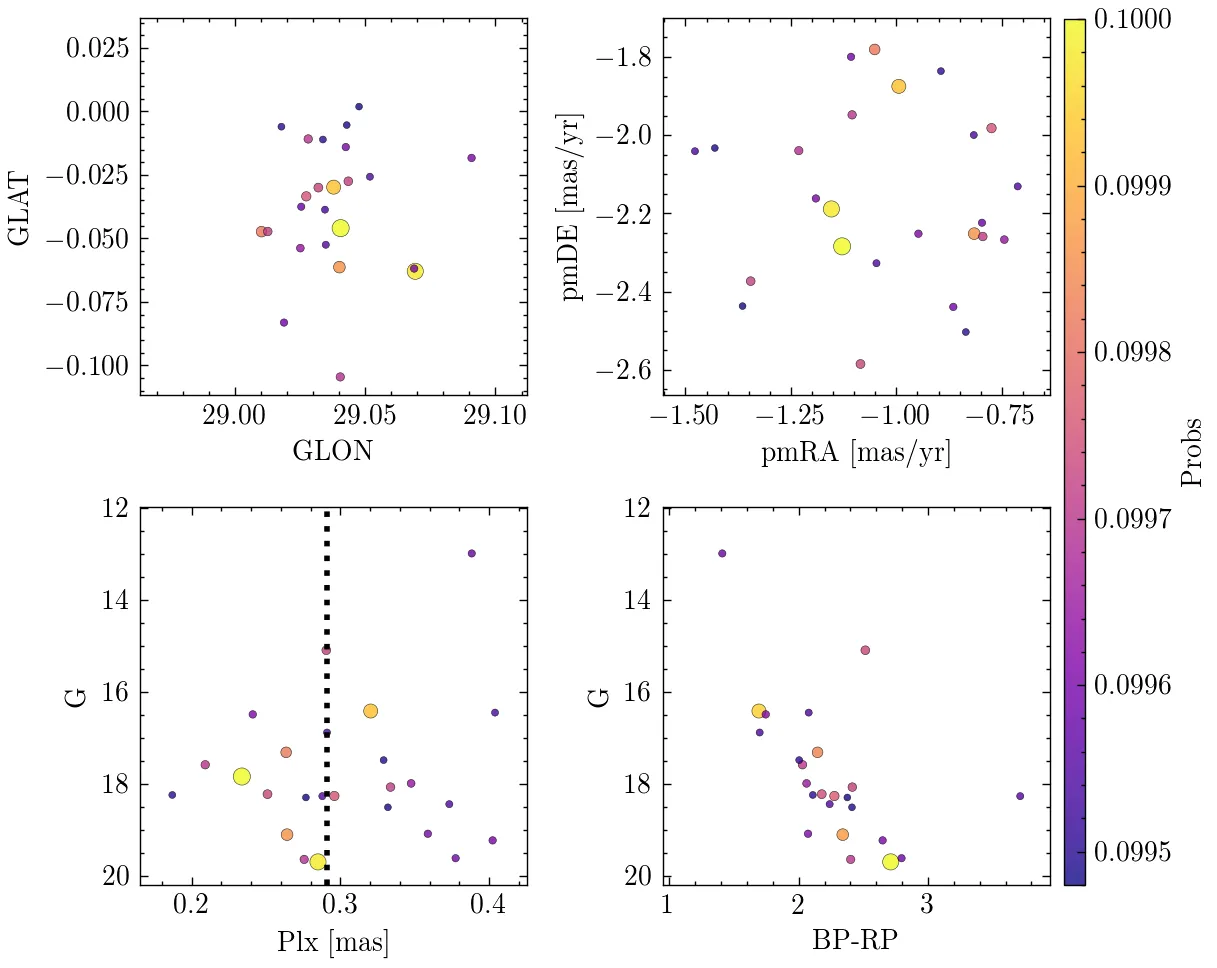 0.025
0.000
−0.025
−0.050
−0.075
−0.100
GLAT
29.00 29.05 29.10
GLON
−1.8
−2.0
−2.2
−2.4
−2.6
pmDE [mas/yr]
−1.50 −1.25 −1.00 −0.75
pmRA [mas/yr]
12
14
16
18
20
G
0.2 0.3 0.4
Plx [mas]
12
14
16
18
20
G
1 2 3
BP-RP
0.1000
0.0999
0.0998
0.0997
0.0996
0.0995
Probs